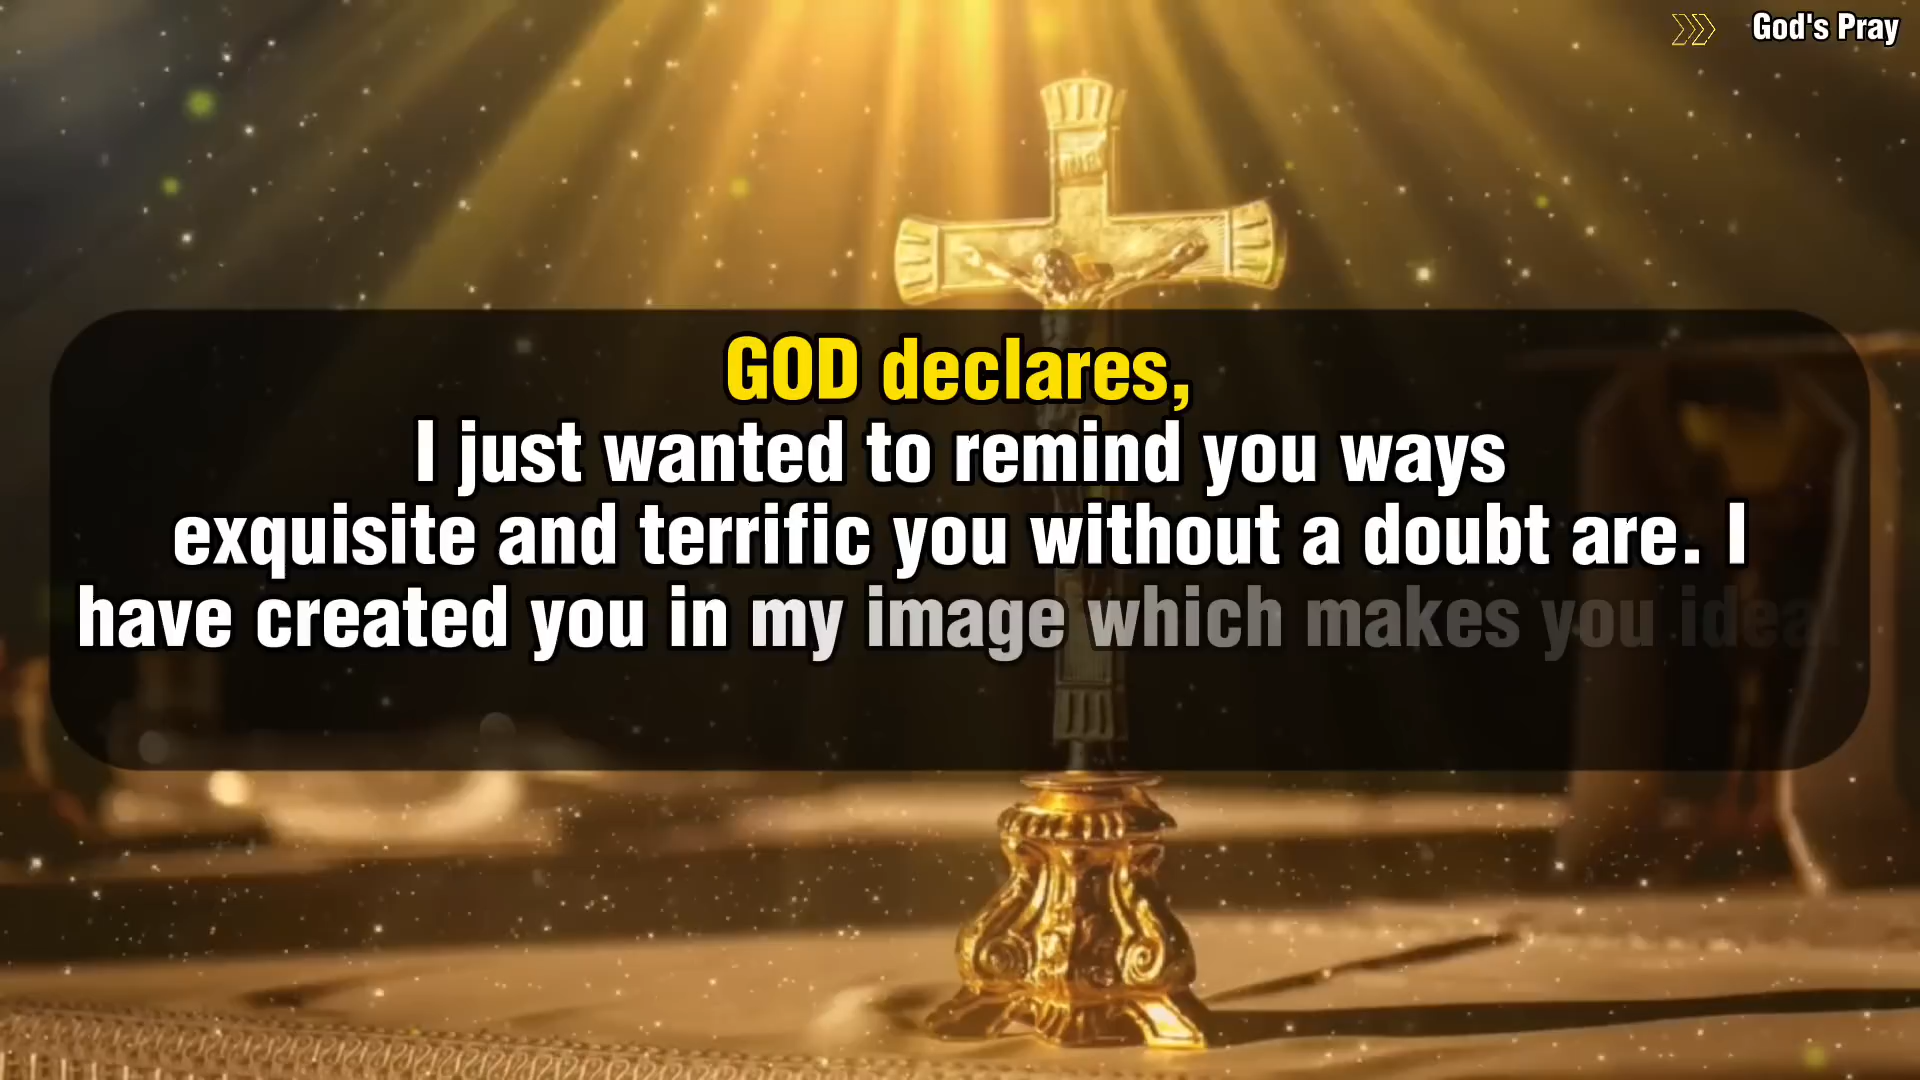 God's Pray
GOD declares,
I just wanted to remind you ways
exquisite and terrific you without a doubt are. I
have created you in my image which makes you